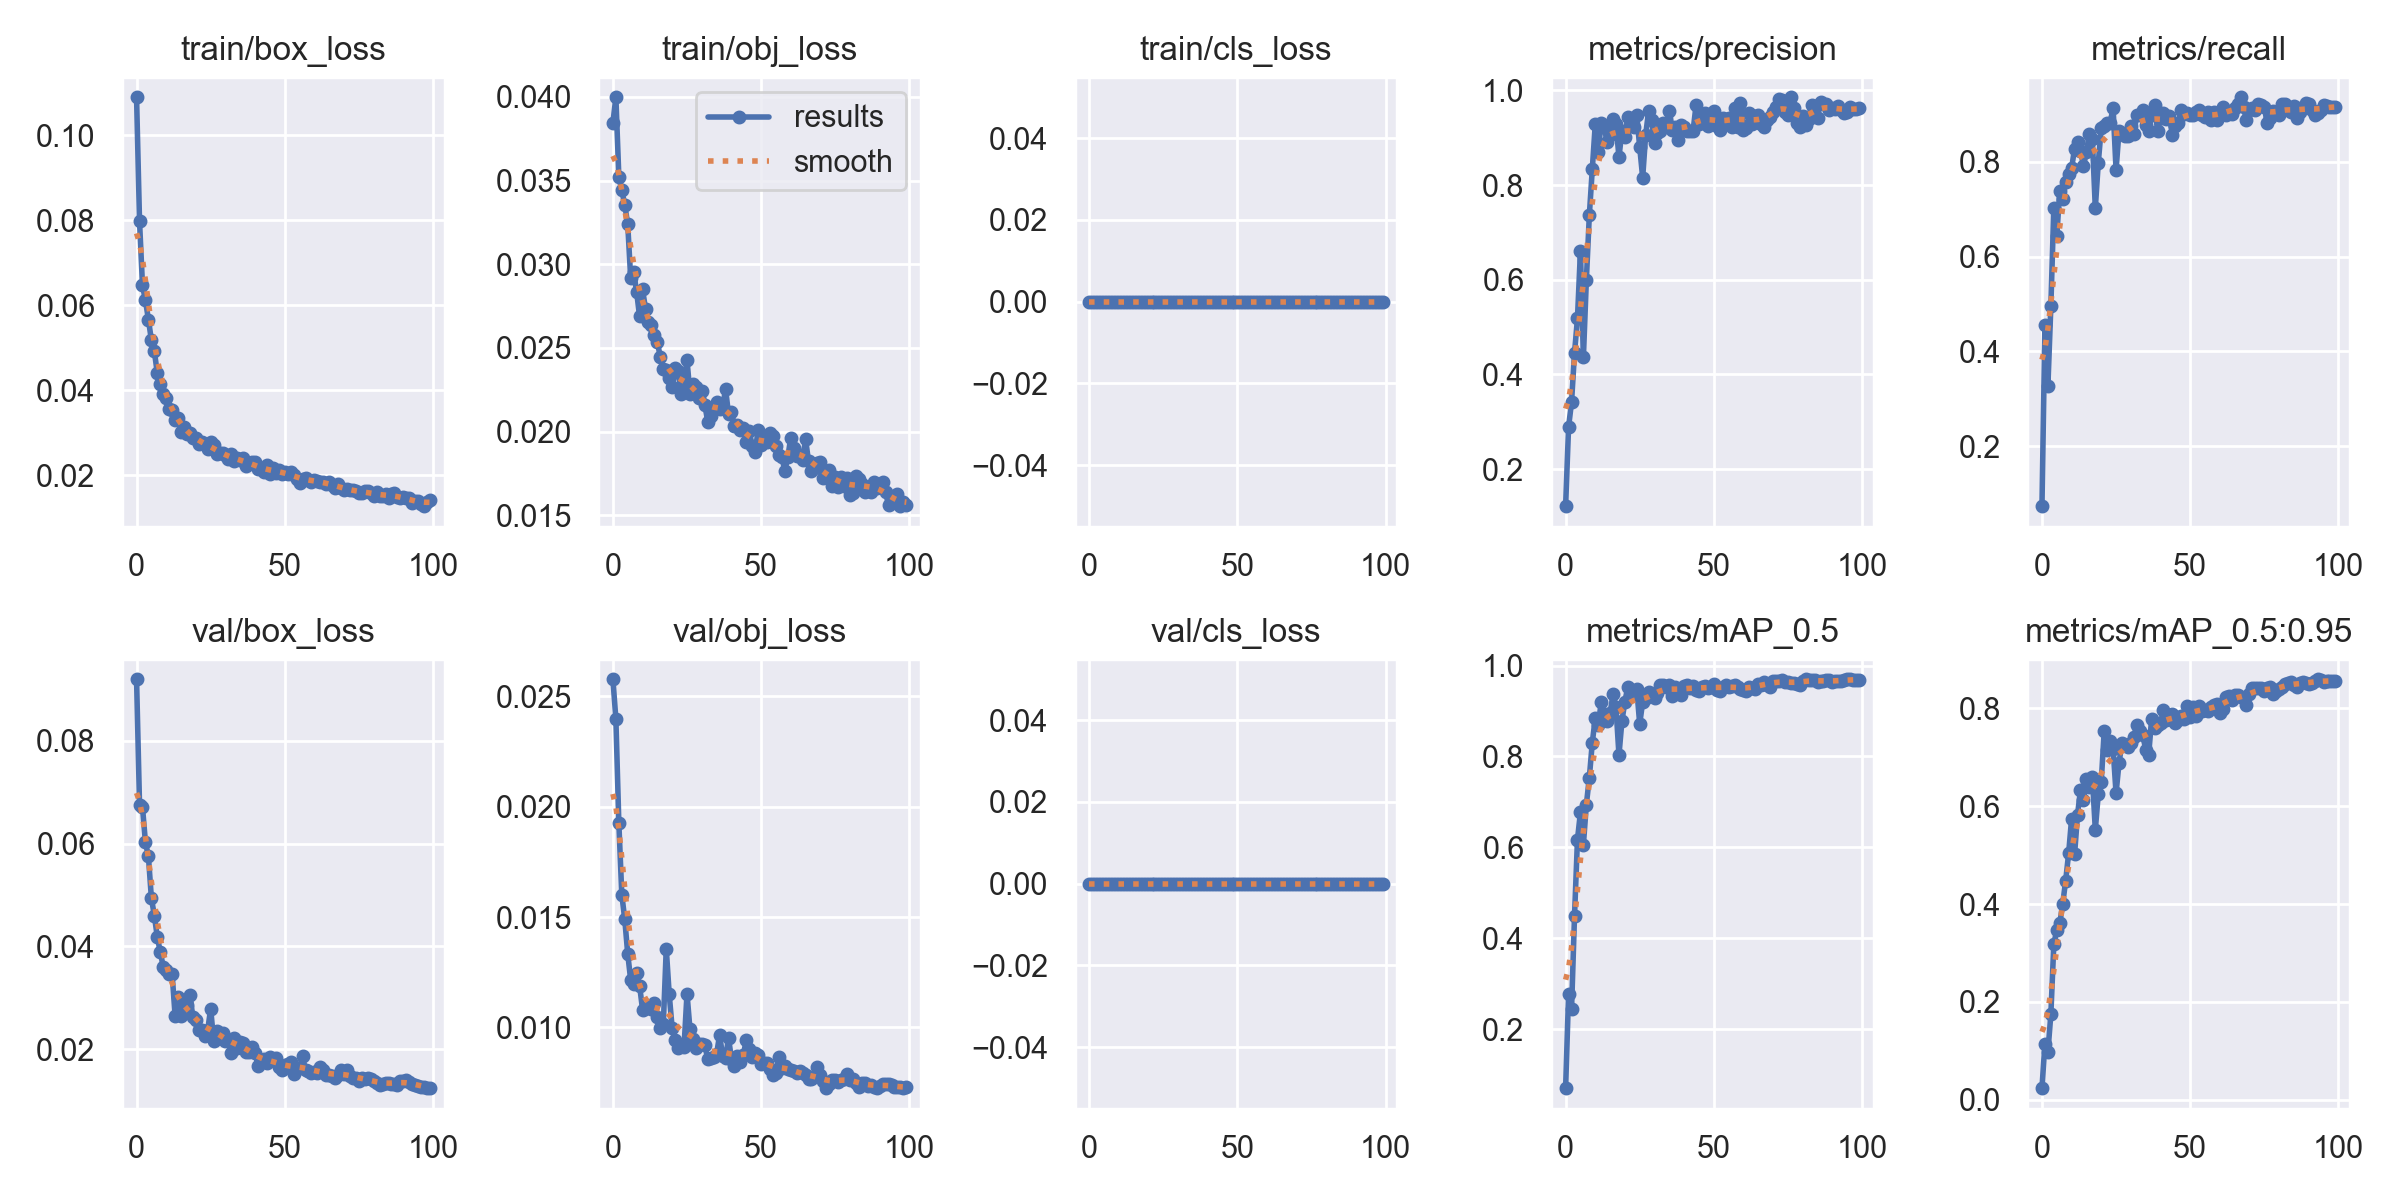 train/box_loss
0.10
0.08
0.06
0.04
0.02
0 50 100
train/obj_loss
results
smooth
0.040
0.035
0.030
0.025
0.020
0.015
0 50 100
train/cls_loss
0.04
0.02
0.00
−0.02
−0.04
0 50 100
metrics/precision
1.0
0.8
0.6
0.4
0.2
0 50 100
metrics/recall
0.8
0.6
0.4
0.2
0 50 100
val/box_loss
0.08
0.06
0.04
0.02
0 50 100
val/obj_loss
0.025
0.020
0.015
0.010
0 50 100
val/cls_loss
0.04
0.02
0.00
−0.02
−0.04
0 50 100
metrics/mAP_0.5
1.0
0.8
0.6
0.4
0.2
0 50 100
metrics/mAP_0.5:0.95
0.8
0.6
0.4
0.2
0.0
0 50 100